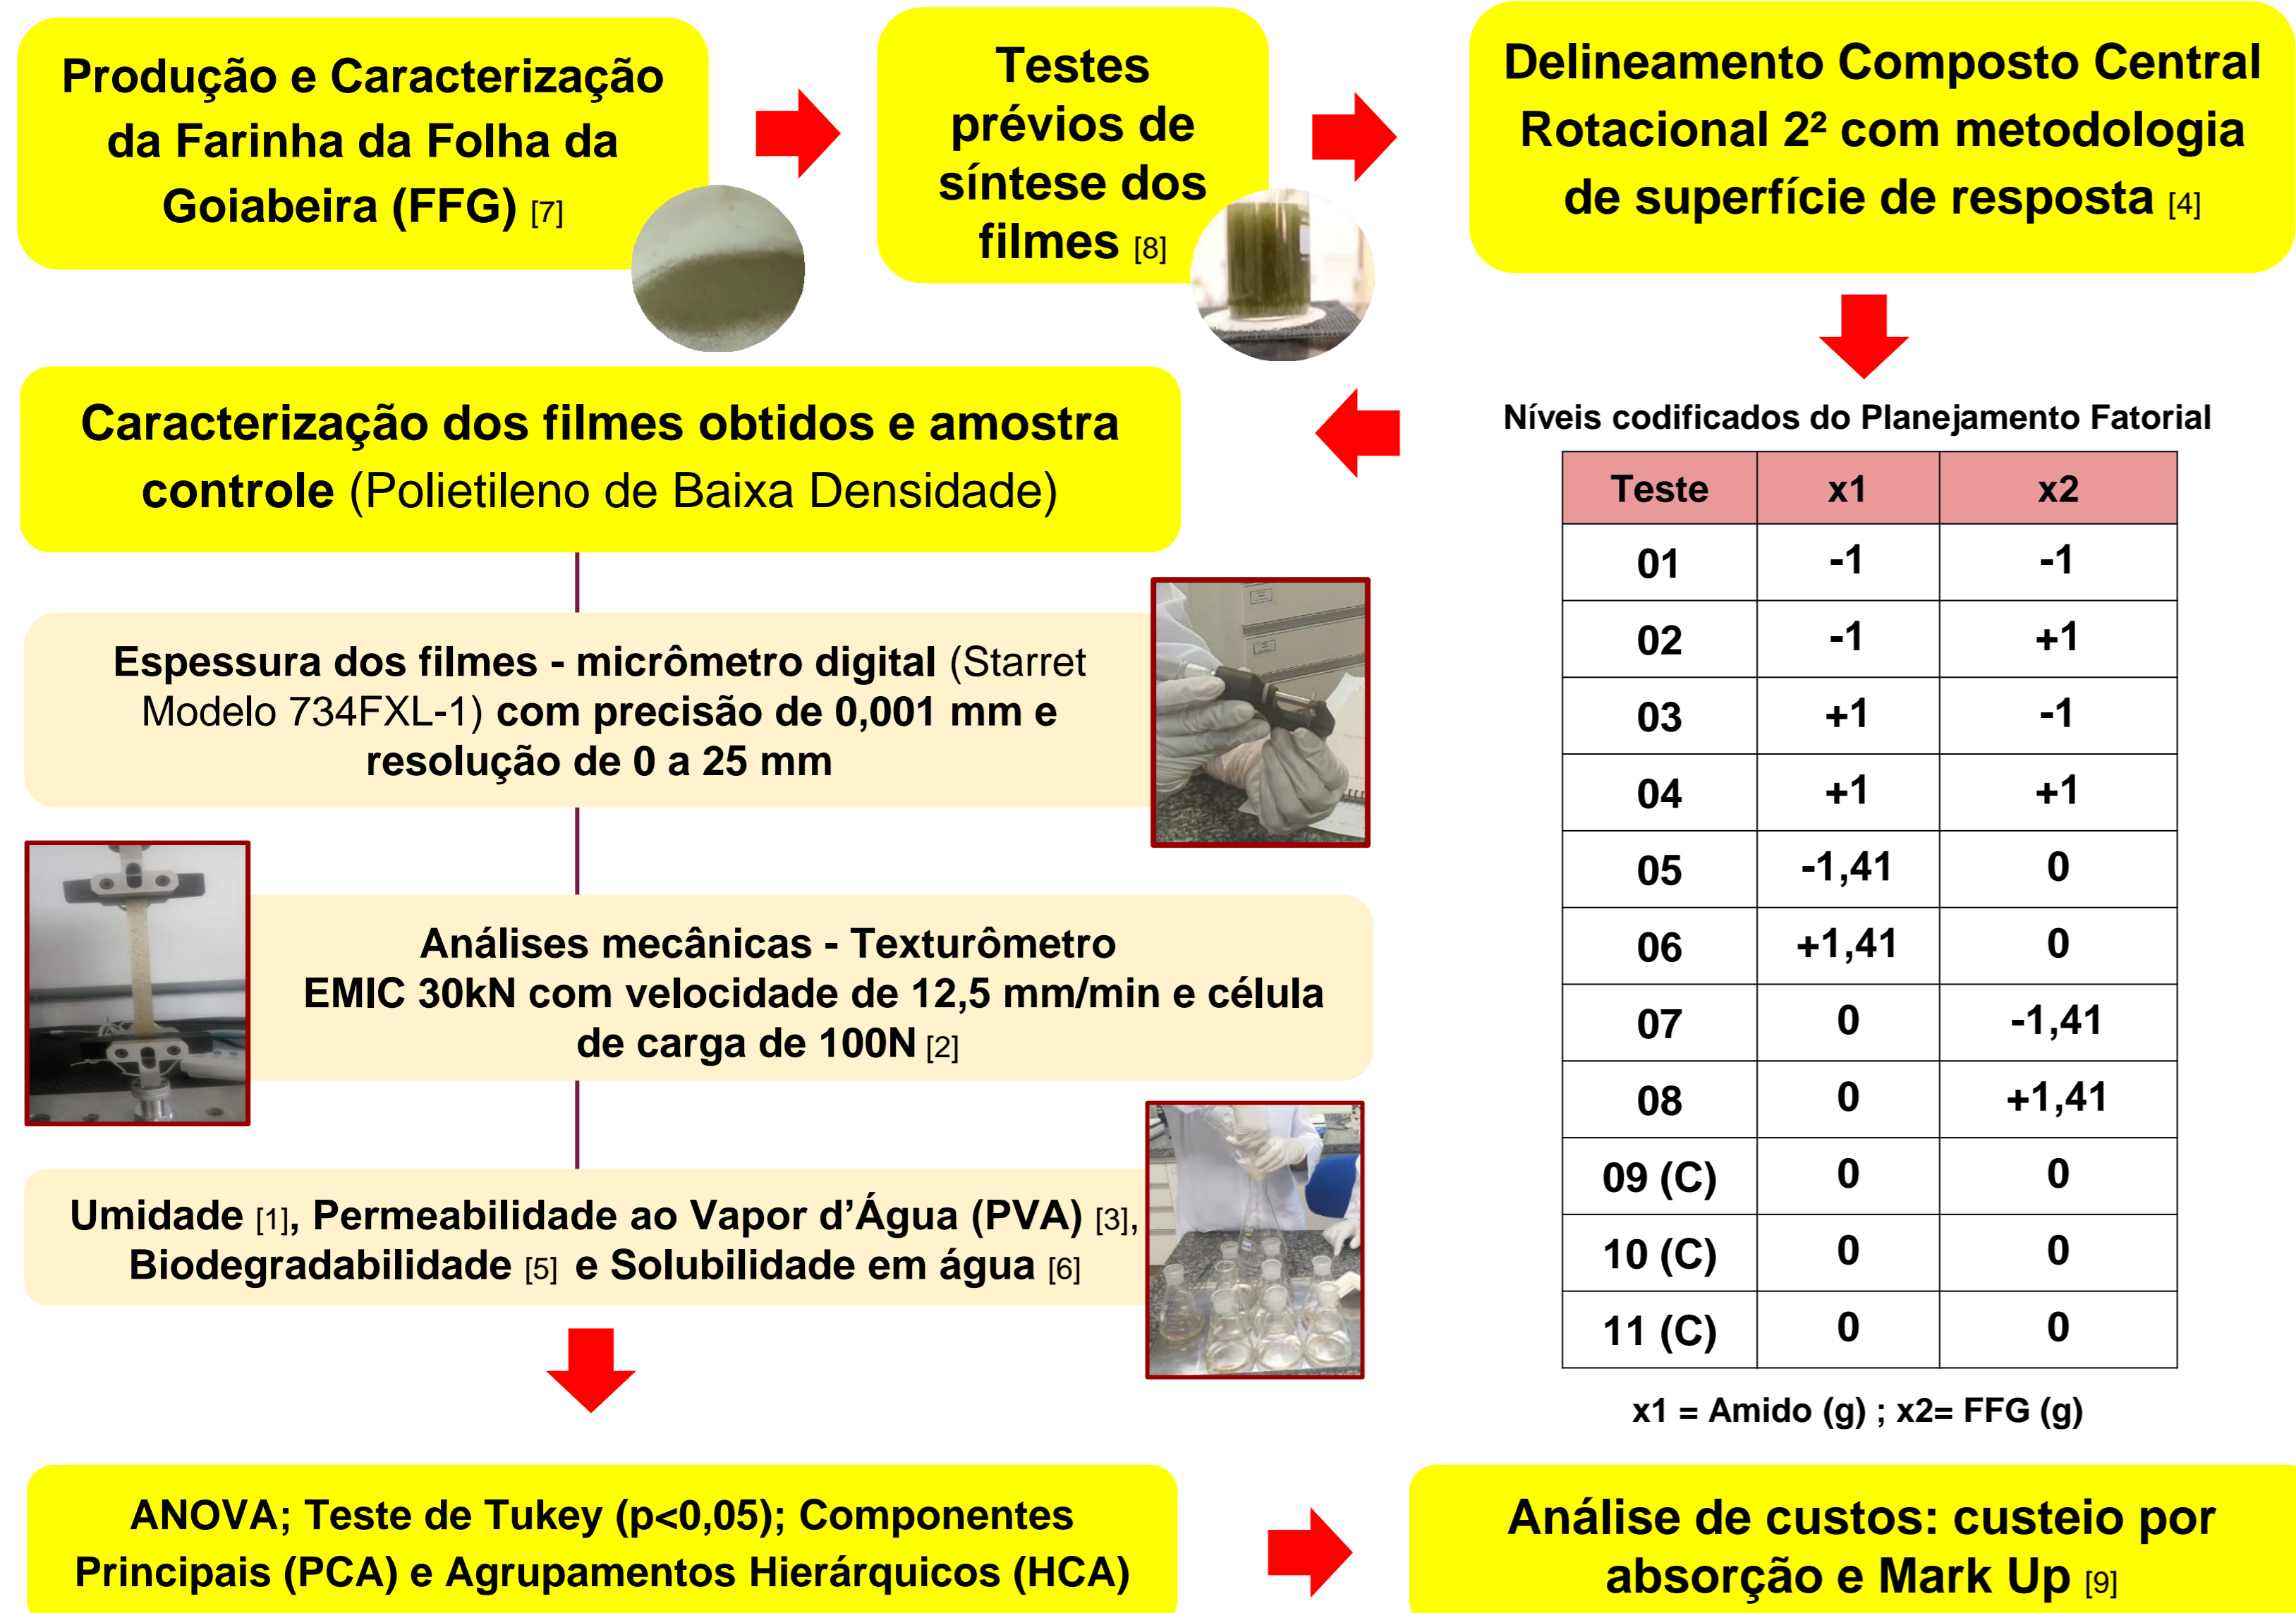 Produção e Caracterização
da Farinha da Folha da
Goiabeira (FFG) [7]
Testes
prévios de
síntese dos
filmes [8]
Delineamento Composto Central
Rotacional 2² com metodologia
de superfície de resposta [4]
Níveis codificados do Planejamento Fatorial
Teste x1 x2
01 -1 -1
02 -1 +1
03 +1 -1
04 +1 +1
05 -1,41 0
06 +1,41 0
07 0 -1,41
08 0 +1,41
09 (C) 0 0
10 (C) 0 0
11 (C) 0 0
x1 = Amido (g) ; x2= FFG (g)
Caracterização dos filmes obtidos e amostra
controle (Polietileno de Baixa Densidade)
Espessura dos filmes - micrômetro digital (Starret
Modelo 734FXL-1) com precisão de 0,001 mm e
resolução de 0 a 25 mm
Análises mecânicas - Texturômetro
EMIC 30kN com velocidade de 12,5 mm/min e célula
de carga de 100N [2]
Umidade [1], Permeabilidade ao Vapor d’Água (PVA) [3],
Biodegradabilidade [5] e Solubilidade em água [6]
ANOVA; Teste de Tukey (p<0,05); Componentes
Principais (PCA) e Agrupamentos Hierárquicos (HCA)
Análise de custos: custeio por
absorção e Mark Up [9]